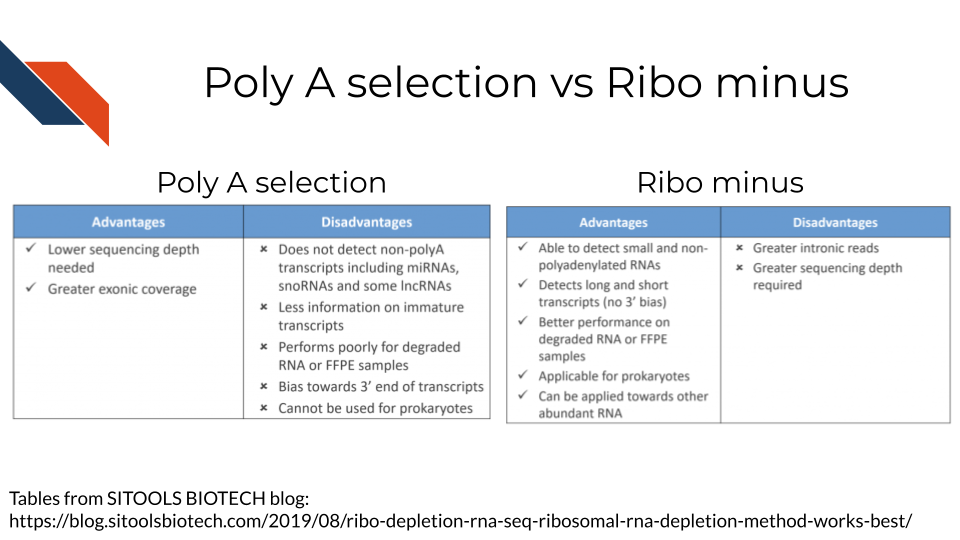 Poly A selection vs Ribo minus
Poly A selection
Advantages
Disadvantages
✓ Lower sequencing depth
needed
✓ Greater exonic coverage
× Does not detect non-polyA
transcripts including miRNAs,
snoRNAs and some lncRNAs
× Less information on immature
transcripts
× Performs poorly for degraded
RNA or FFPE samples
× Bias towards 3’ end of transcripts
× Cannot be used for prokaryotes
Ribo minus
Advantages
Disadvantages
✓ Able to detect small and non-
polyadenylated RNAs
✓ Detects long and short
transcripts (no 3’ bias)
✓ Better performance on
degraded RNA or FFPE
samples
✓ Applicable for prokaryotes
✓ Can be applied towards other
abundant RNA
× Greater intronic reads
× Greater sequencing depth
required
Tables from SITOOLS BIOTECH blog:
https://blog.sitoolsbiotech.com/2019/08/ribo-depletion-rna-seq-ribosomal-rna-depletion-method-works-best/